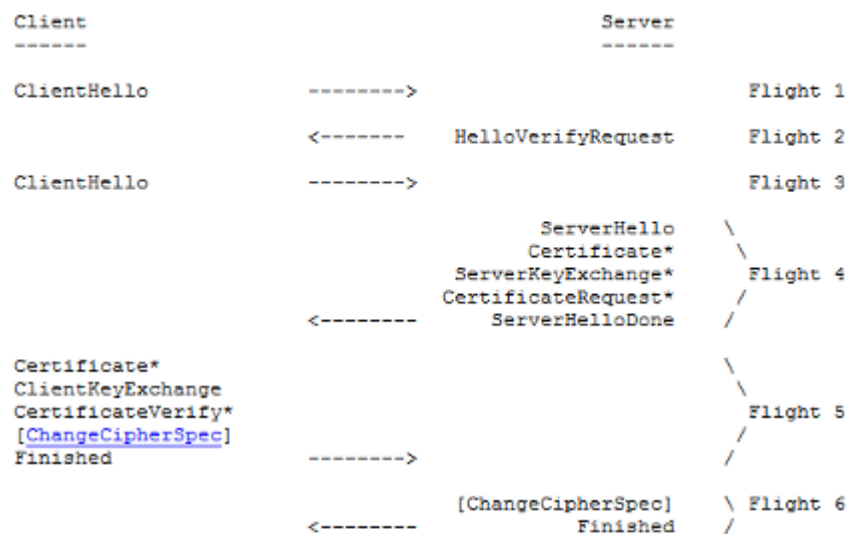 Client Server
------ ------
ClientHello --------> Flight 1
<------- HelloVerifyRequest Flight 2
ClientHello --------> Flight 3
ServerHello \
Certificate* \
ServerKeyExchange* Flight 4
CertificateRequest* /
<-------- ServerHelloDone /
Certificate* \
ClientKeyExchange \
CertificateVerify* Flight 5
[ChangeCipherSpec] /
Finished --------> /
[ChangeCipherSpec] \ Flight 6
<-------- Finished /